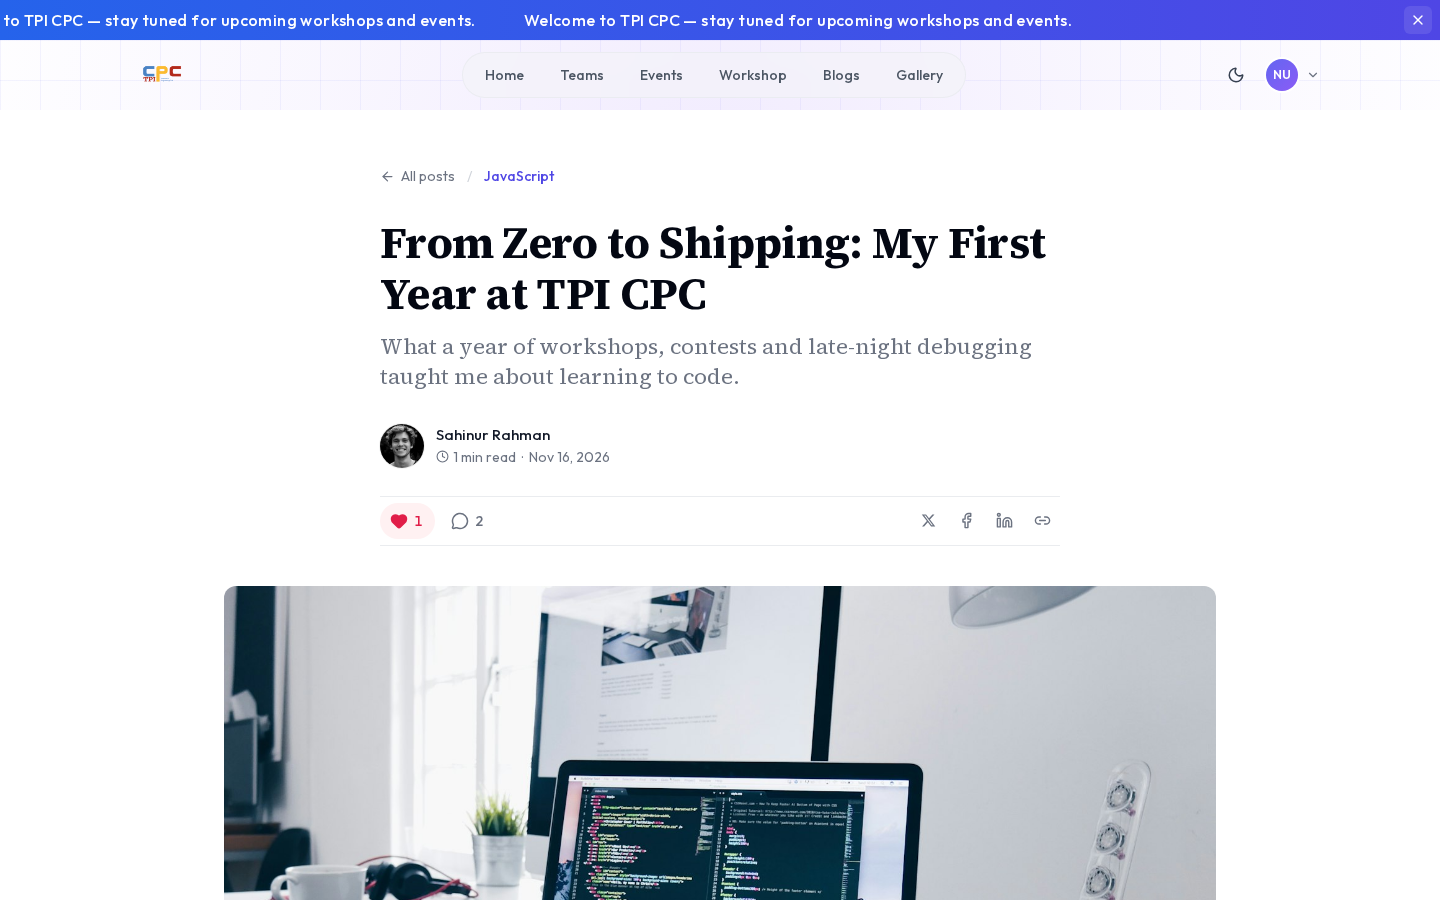 to TPI CPC — stay tuned for upcoming workshops and events. Welcome to TPI CPC — stay tuned for upcoming workshops and events.
CPC
TPI
Home Teams Events Workshop Blogs Gallery
NU
All posts / JavaScript
From Zero to Shipping: My First
Year at TPI CPC
What a year of workshops, contests and late-night debugging
taught me about learning to code.
Sahinur Rahman
1 min read · Nov 16, 2026
1 2